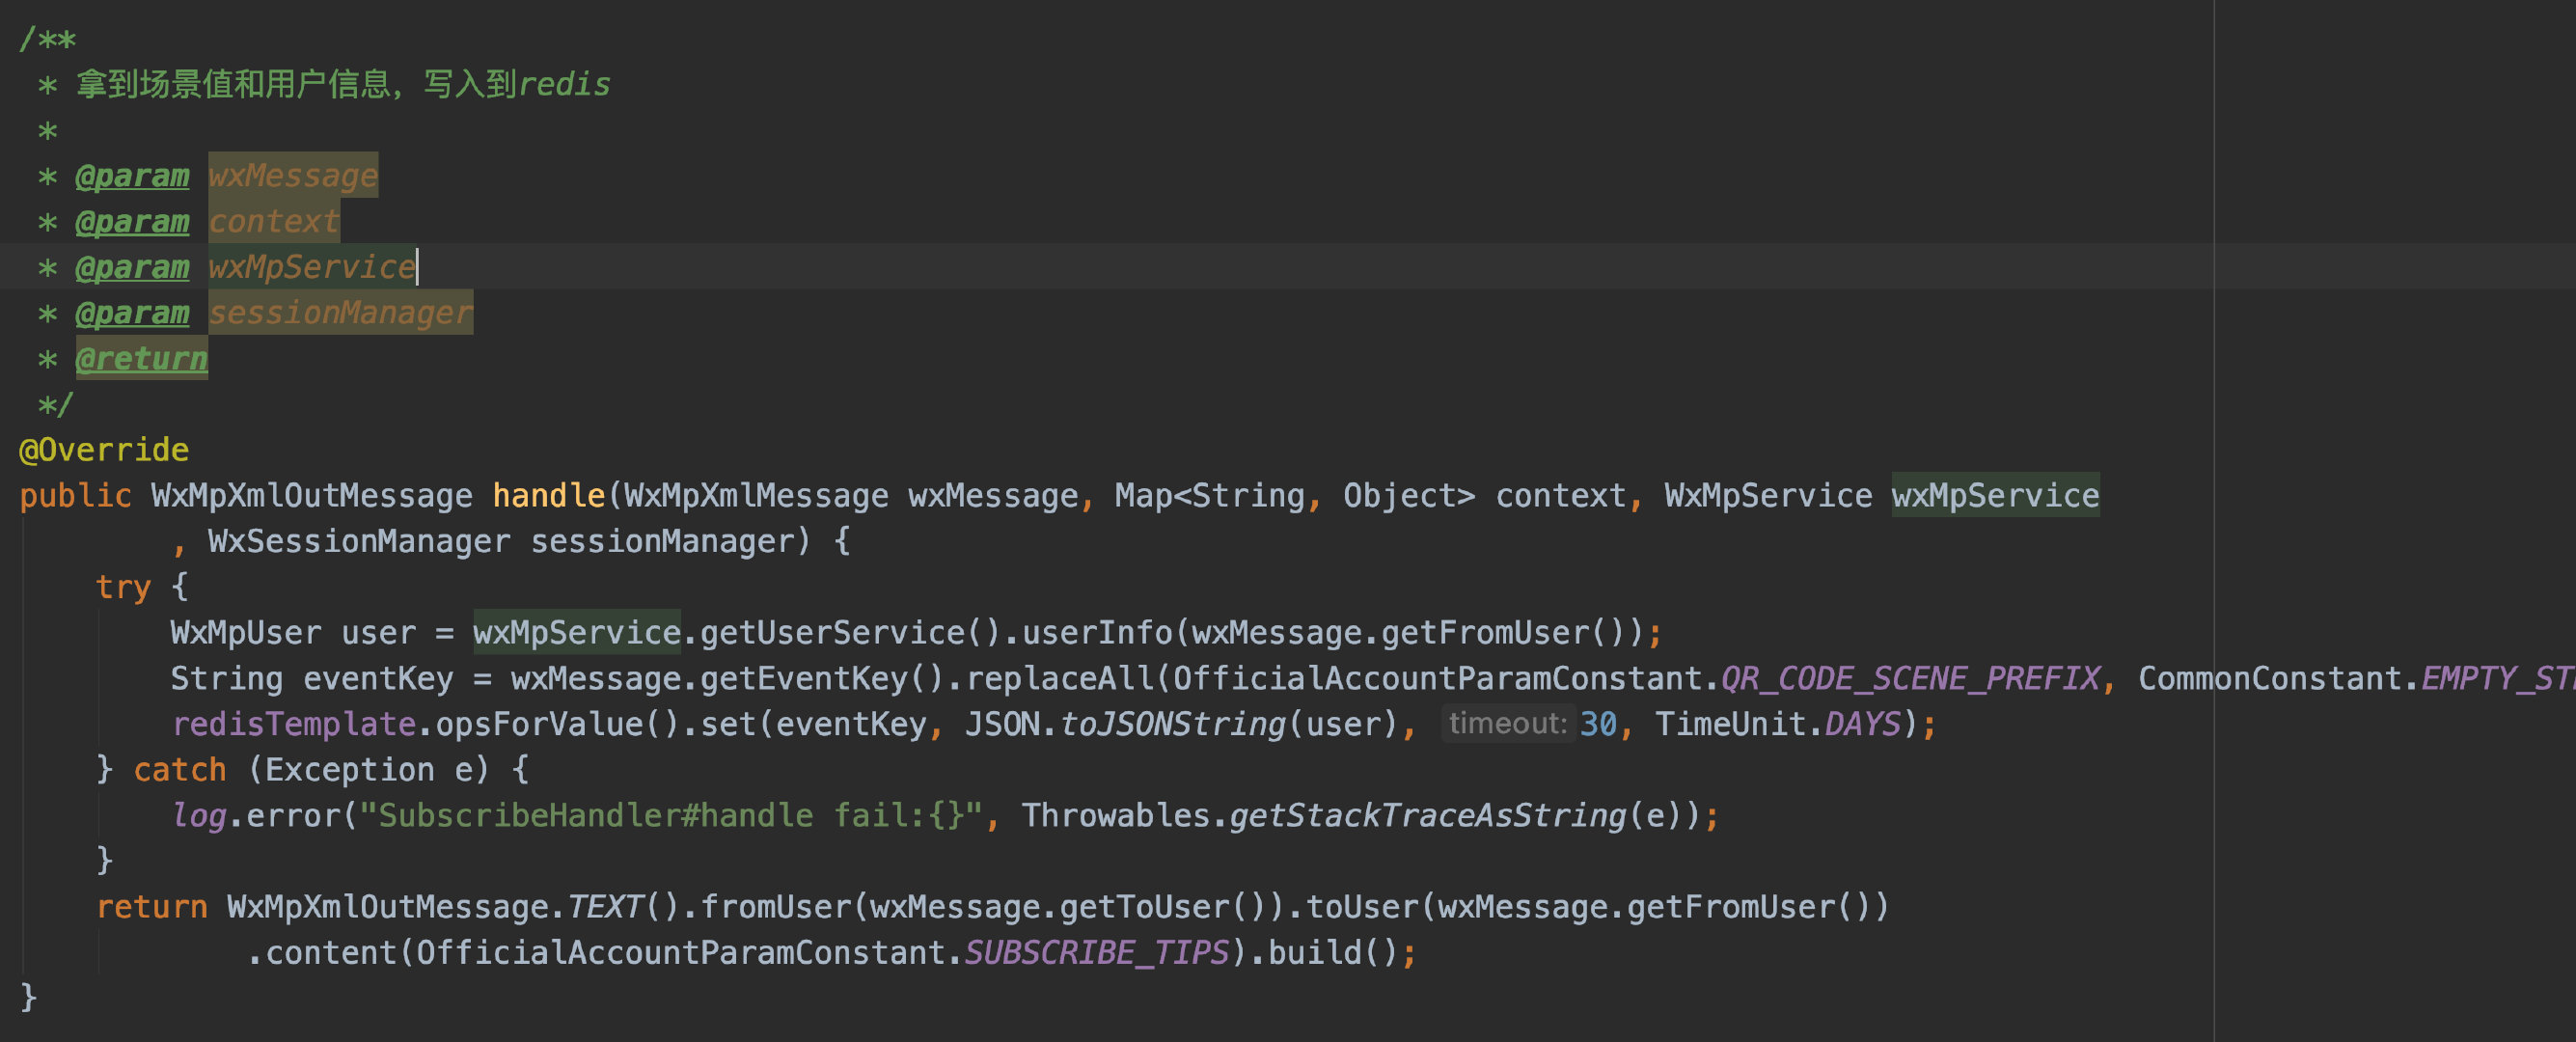 /**
 * 拿到场景值和用户信息，写入到redis
 *
 * @param wxMessage
 * @param context
 * @param wxMpService
 * @param sessionManager
 * @return
 */
@Override
public WxMpXmlOutMessage handle(WxMpXmlMessage wxMessage, Map<String, Object> context, WxMpService wxMpService
        , WxSessionManager sessionManager) {
    try {
        WxMpUser user = wxMpService.getUserService().userInfo(wxMessage.getFromUser());
        String eventKey = wxMessage.getEventKey().replaceAll(OfficialAccountParamConstant.QR_CODE_SCENE_PREFIX, CommonConstant.EMPTY_ST
        redisTemplate.opsForValue().set(eventKey, JSON.toJSONString(user), timeout: 30, TimeUnit.DAYS);
    } catch (Exception e) {
        log.error("SubscribeHandler#handle fail:{}", Throwables.getStackTraceAsString(e));
    }
    return WxMpXmlOutMessage.TEXT().fromUser(wxMessage.getToUser()).toUser(wxMessage.getFromUser())
            .content(OfficialAccountParamConstant.SUBSCRIBE_TIPS).build();
}